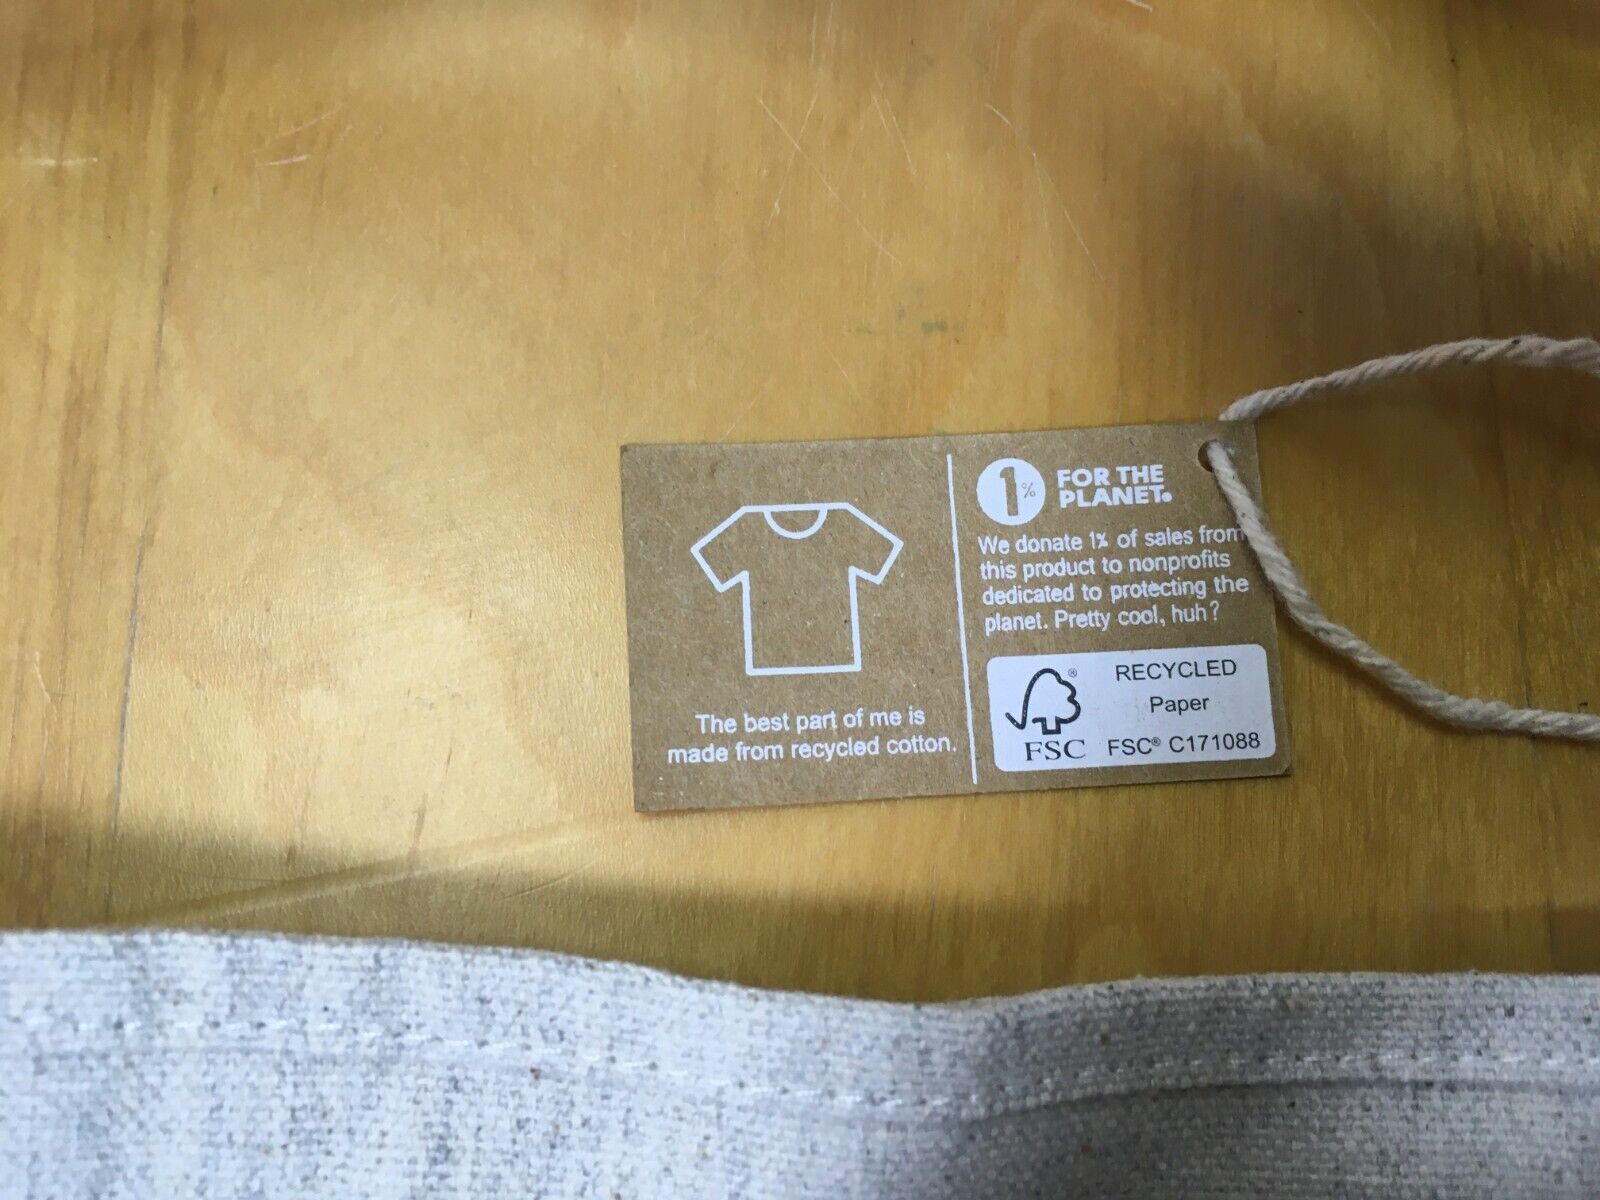 The best part of me is
made from recycled cotton.
1%
FOR THE
PLANET®
We donate 1% of sales from
this product to nonprofits
dedicated to protecting the
planet. Pretty cool, huh?
®
FSC
RECYCLED
Paper
FSC® C171088